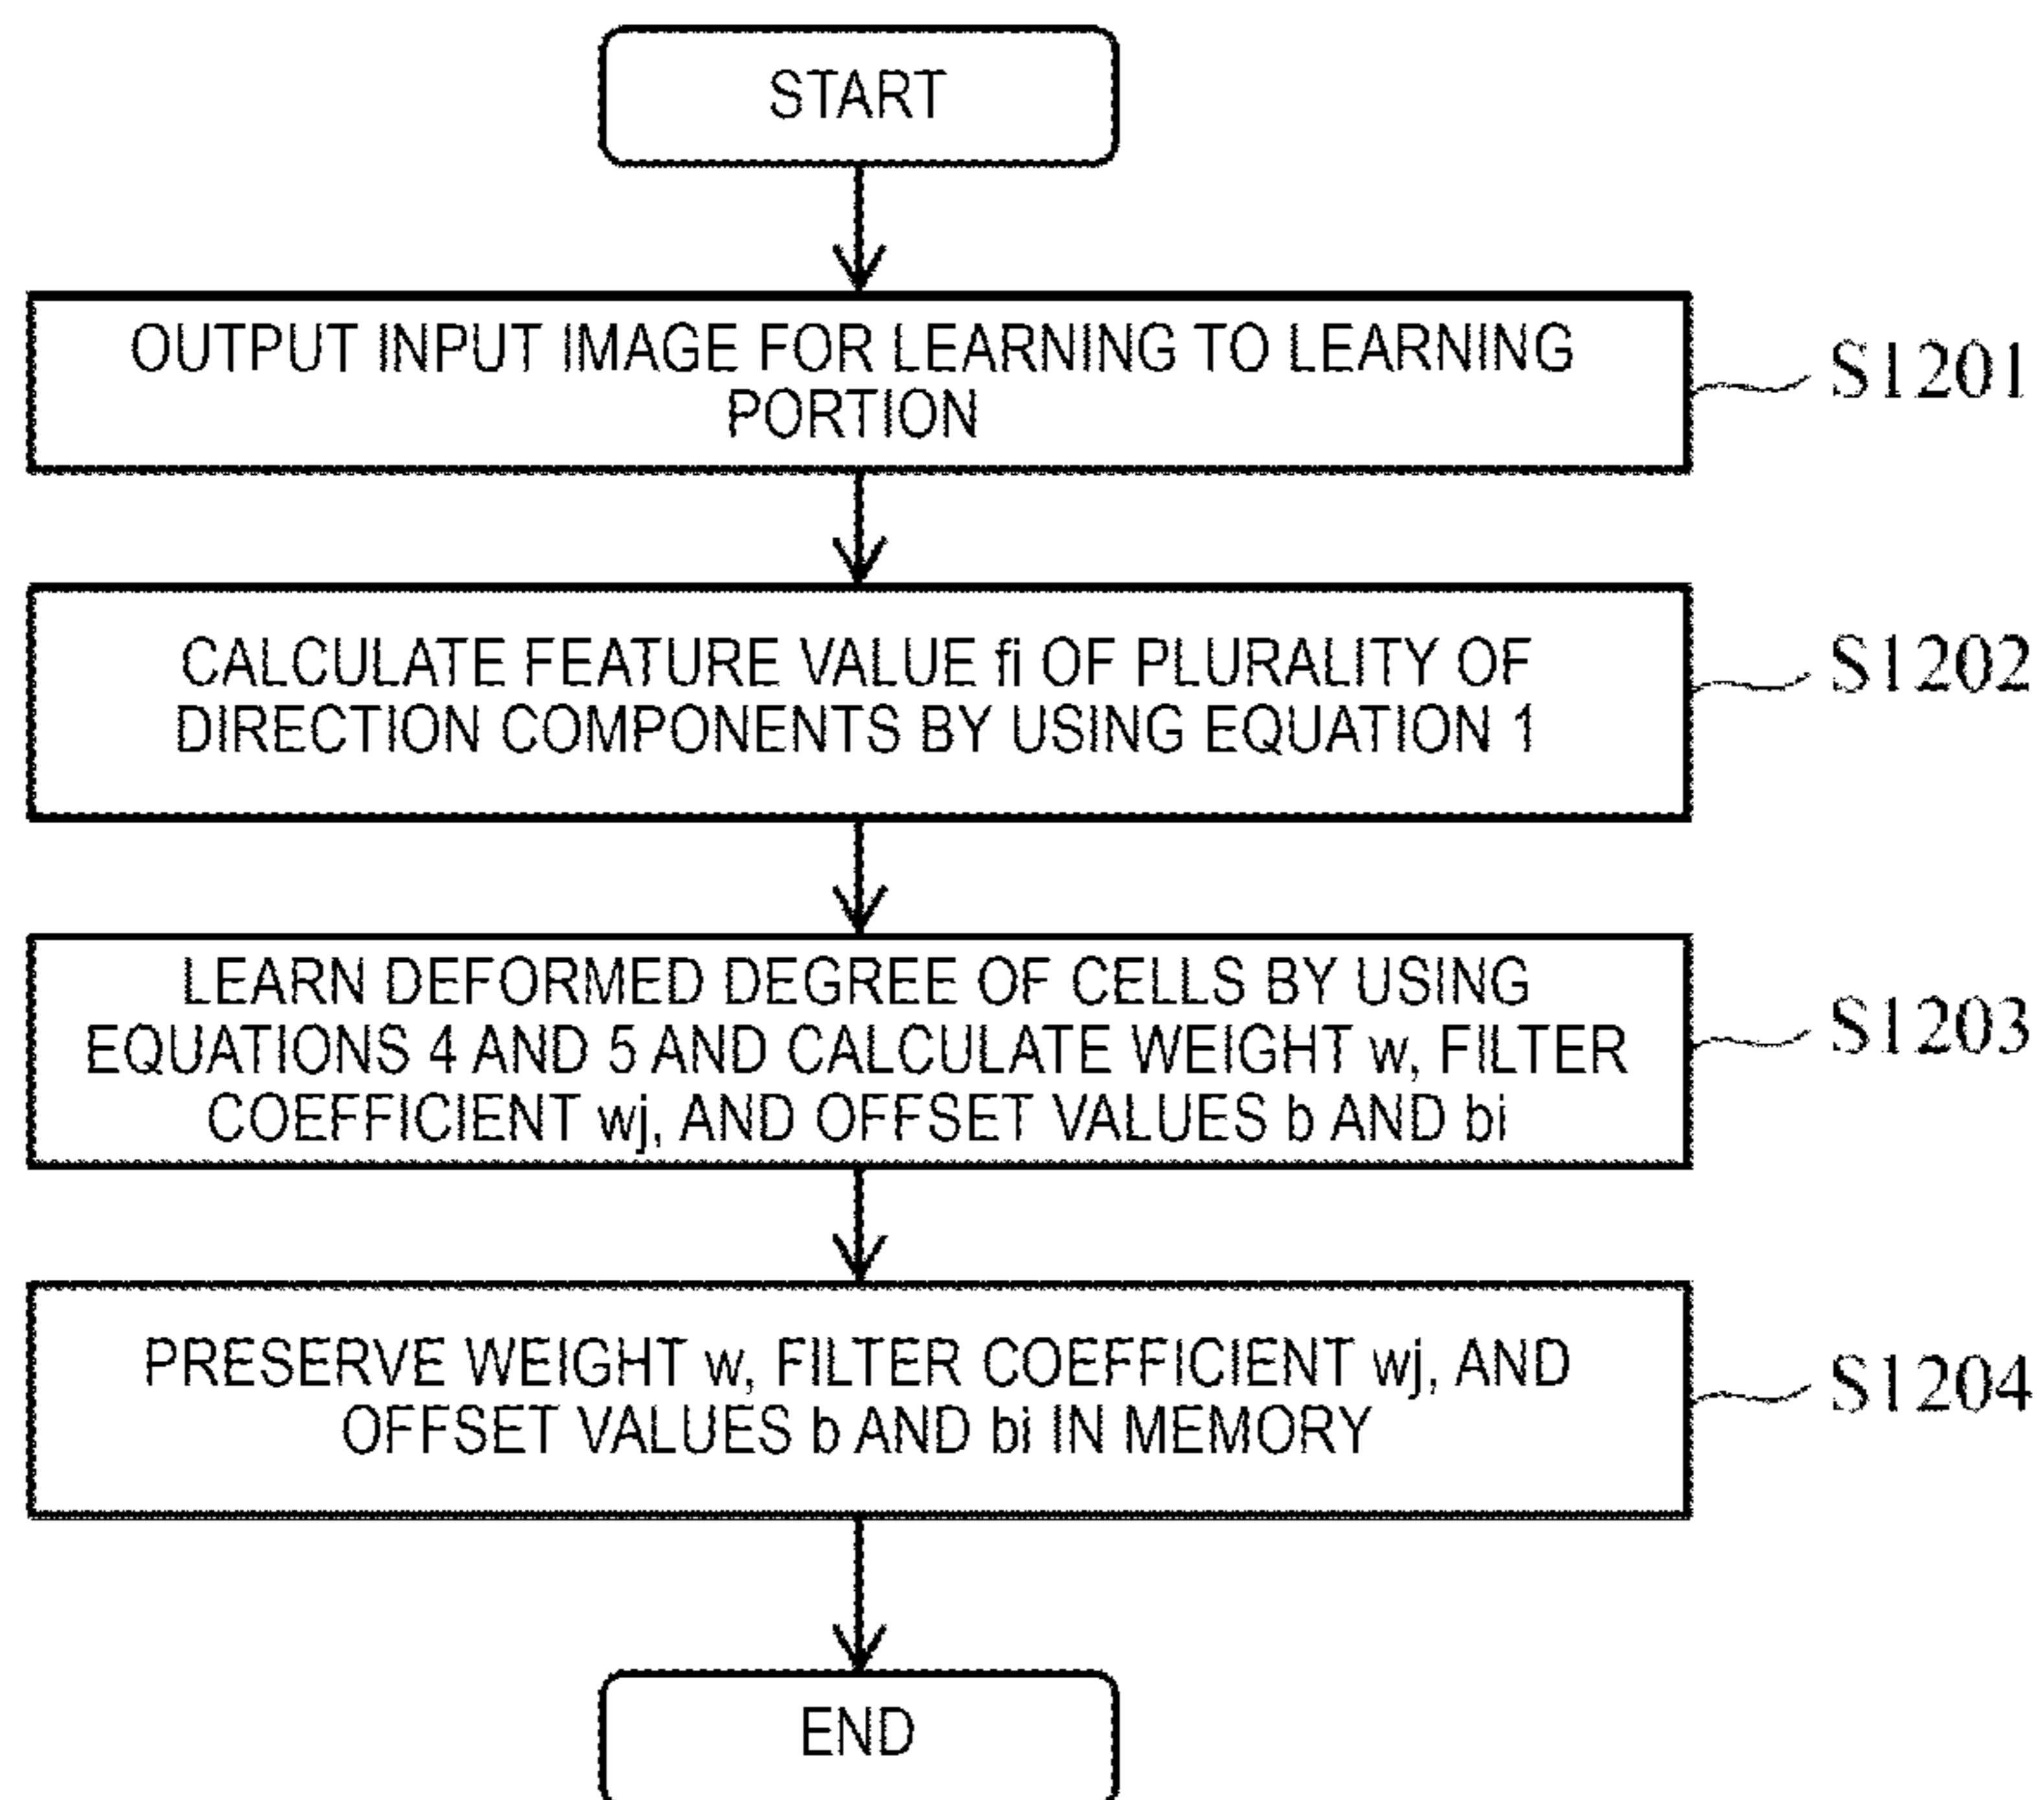 START
OUTPUT INPUT IMAGE FOR LEARNING TO LEARNING
PORTION
S1201
CALCULATE FEATURE VALUE fi OF PLURALITY OF
DIRECTION COMPONENTS BY USING EQUATION 1
S1202
LEARN DEFORMED DEGREE OF CELLS BY USING
EQUATIONS 4 AND 5 AND CALCULATE WEIGHT w, FILTER
COEFFICIENT wj, AND OFFSET VALUES b AND bi
S1203
PRESERVE WEIGHT w, FILTER COEFFICIENT wj, AND
OFFSET VALUES b AND bi IN MEMORY
S1204
END